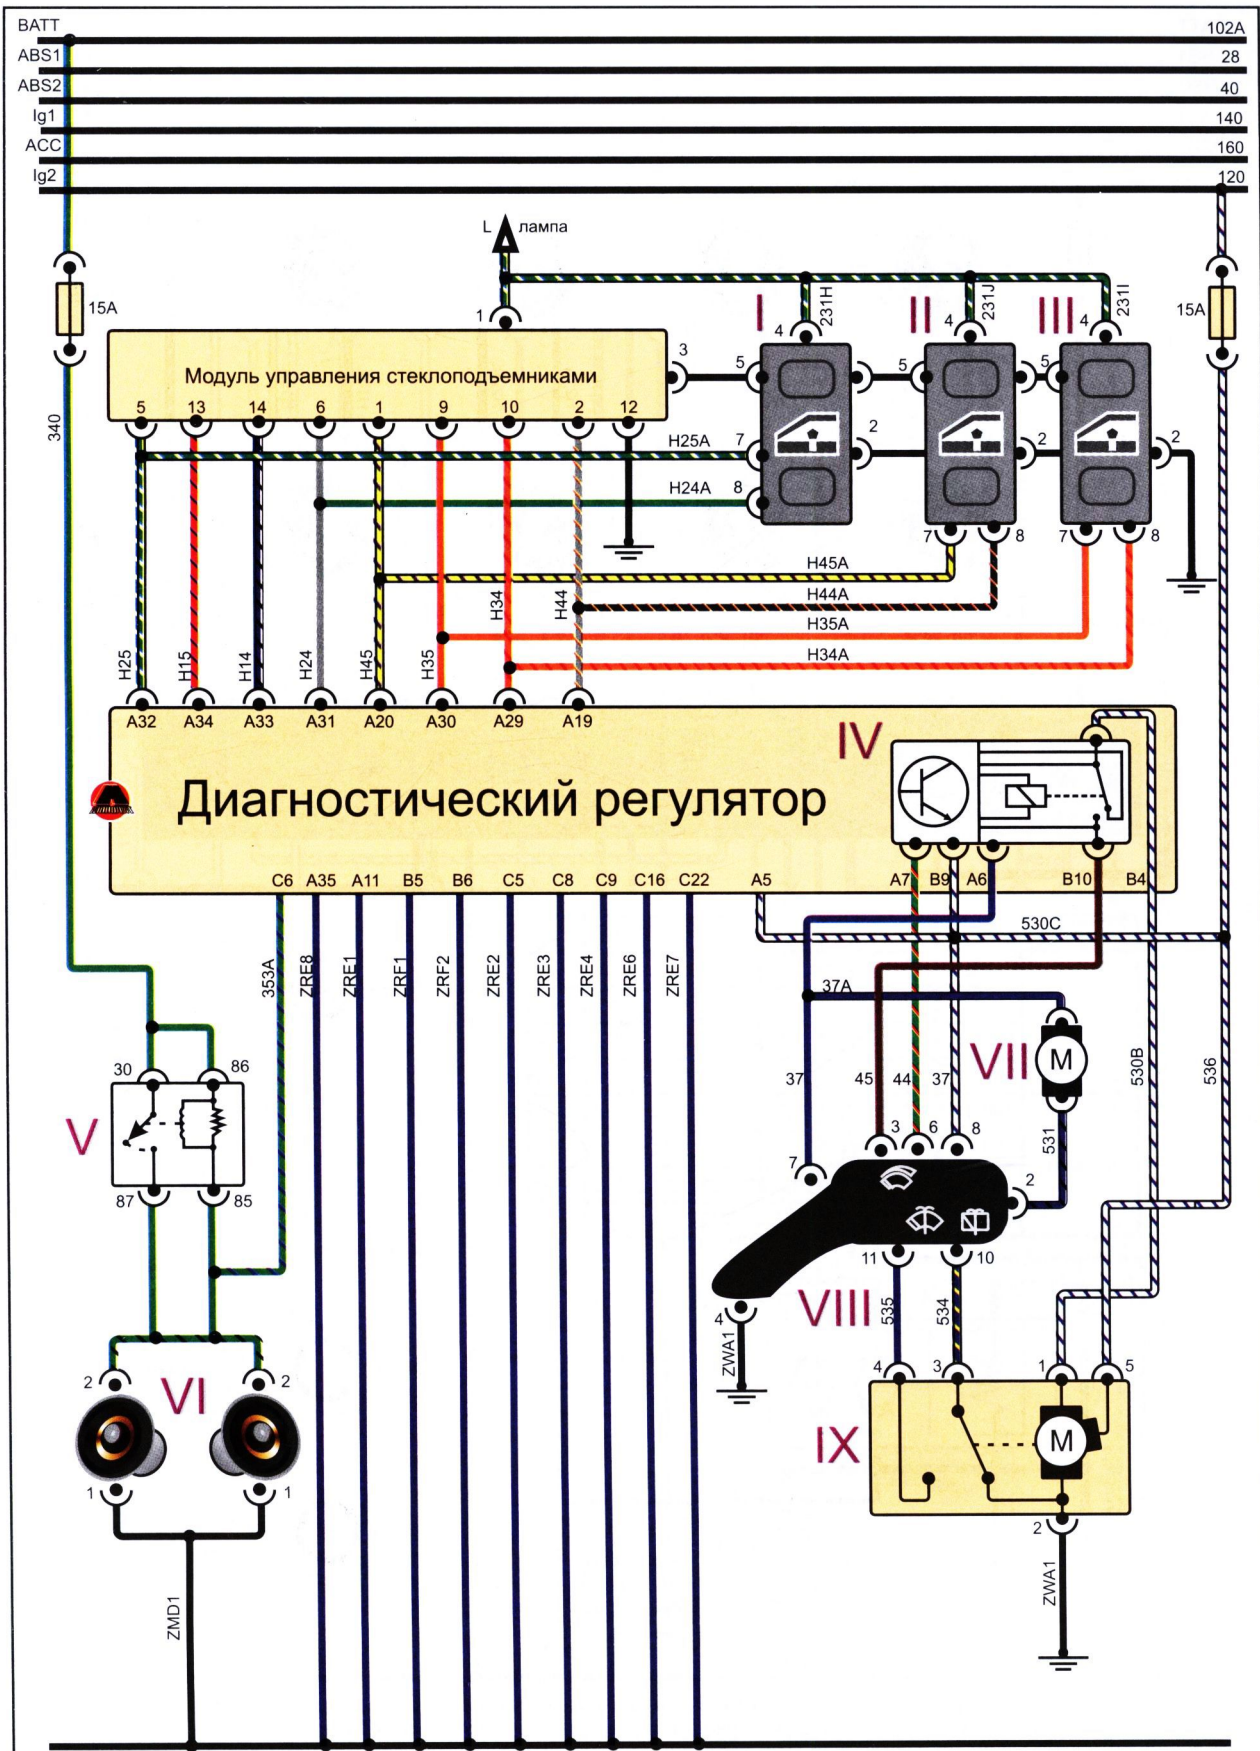 BATT 102A
ABS1 28
ABS2 40
Ig1 140
ACC 160
Ig2 120
L лампа
15A
15A
340
1
231H
231J
231I
I II III
4 4 4
3 5 5 5
Модуль управления стеклоподъемниками
5 13 14 6 1 9 10 2 12
H25A 7 2 2 2
H24A 8
7 8 7 8
H45A
H44A
H35A
H34A
H25 H15 H14 H24 H45 H35 H34 H44
A32 A34 A33 A31 A20 A30 A29 A19
IV
Диагностический регулятор
C6 A35 A11 B5 B6 C5 C8 C9 C16 C22 A5 A7 B9 A6 B10 B4
530C
353A ZRE8 ZRE1 ZRF1 ZRF2 ZRE2 ZRE3 ZRE4 ZRE6 ZRE7
37A
VII M
37 45 44 37 531 530B 536
30 86
V
87 85
3 6 8
7 2
11 10
VIII
535 534
4
ZWA1
4 3 1 5
2 VI 2
IX M
1 1
2
ZMD1
ZWA1